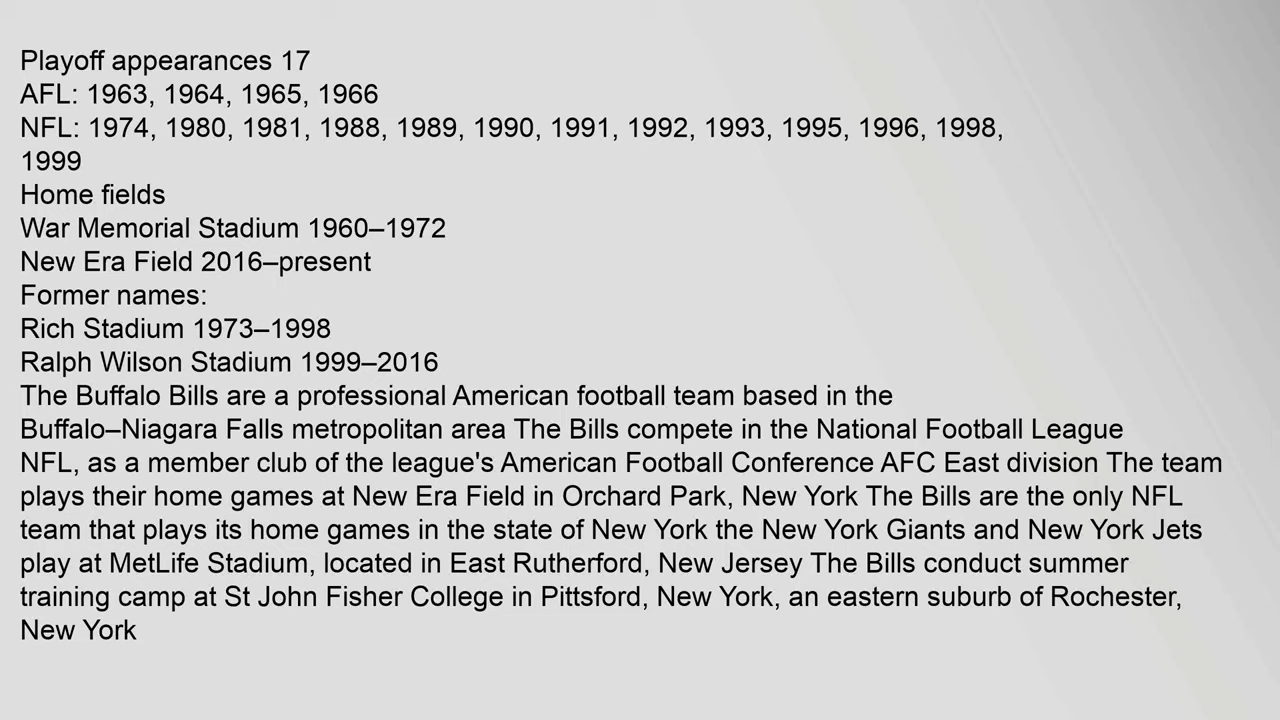 Playoff appearances 17
AFL: 1963, 1964, 1965, 1966
NFL: 1974, 1980, 1981, 1988, 1989, 1990, 1991, 1992, 1993, 1995, 1996, 1998,
1999
Home fields
War Memorial Stadium 1960–1972
New Era Field 2016–present
Former names:
Rich Stadium 1973–1998
Ralph Wilson Stadium 1999–2016
The Buffalo Bills are a professional American football team based in the
Buffalo–Niagara Falls metropolitan area The Bills compete in the National Football League
NFL, as a member club of the league's American Football Conference AFC East division The team
plays their home games at New Era Field in Orchard Park, New York The Bills are the only NFL
team that plays its home games in the state of New York the New York Giants and New York Jets
play at MetLife Stadium, located in East Rutherford, New Jersey The Bills conduct summer
training camp at St John Fisher College in Pittsford, New York, an eastern suburb of Rochester,
New York